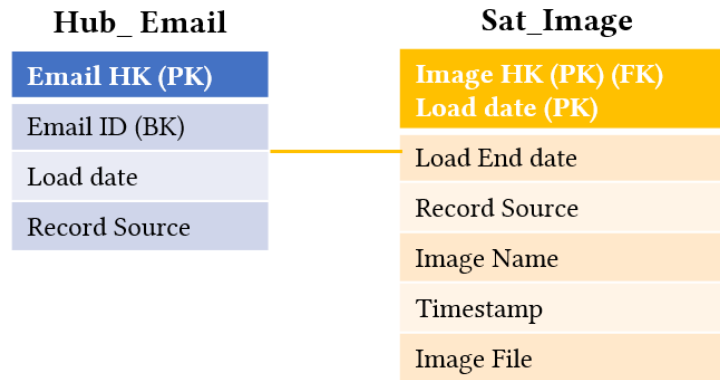 Hub_ Email
Email HK (PK)
Email ID (BK)
Load date
Record Source
Sat_Image
Image HK (PK) (FK)
Load date (PK)
Load End date
Record Source
Image Name
Timestamp
Image File